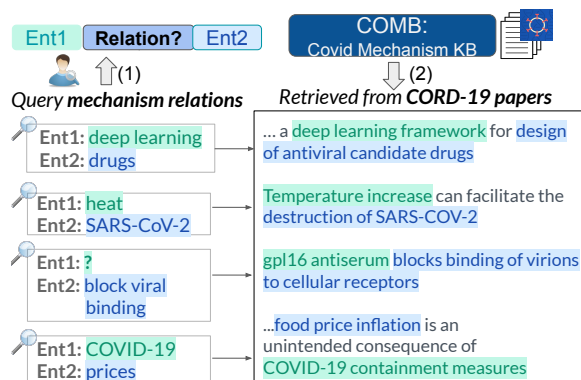 Ent1 Relation? Ent2
COMB:
Covid Mechanism KB
(1)
(2)
Query mechanism relations
Retrieved from CORD-19 papers
Ent1: deep learning
Ent2: drugs
... a deep learning framework for design
of antiviral candidate drugs
Ent1: heat
Ent2: SARS-CoV-2
Temperature increase can facilitate the
destruction of SARS-COV-2
Ent1: ?
Ent2: block viral
binding
gpl16 antiserum blocks binding of virions
to cellular receptors
Ent1: COVID-19
Ent2: prices
...food price inflation is an
unintended consequence of
COVID-19 containment measures